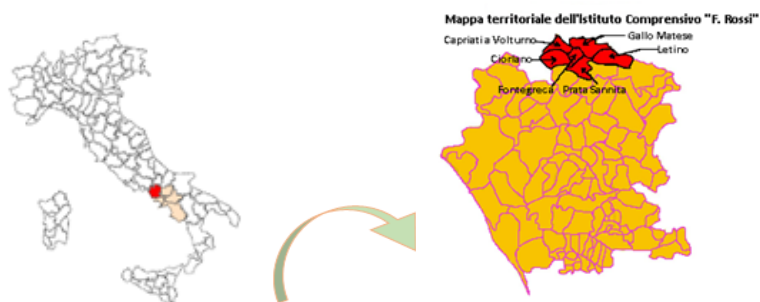 Mappa territoriale dell'Istituto Comprensivo "F. Rossi"
Capriati a Volturno
Gallo Matese
Letino
Ciorlano
Fontegreca
Prata Sannita